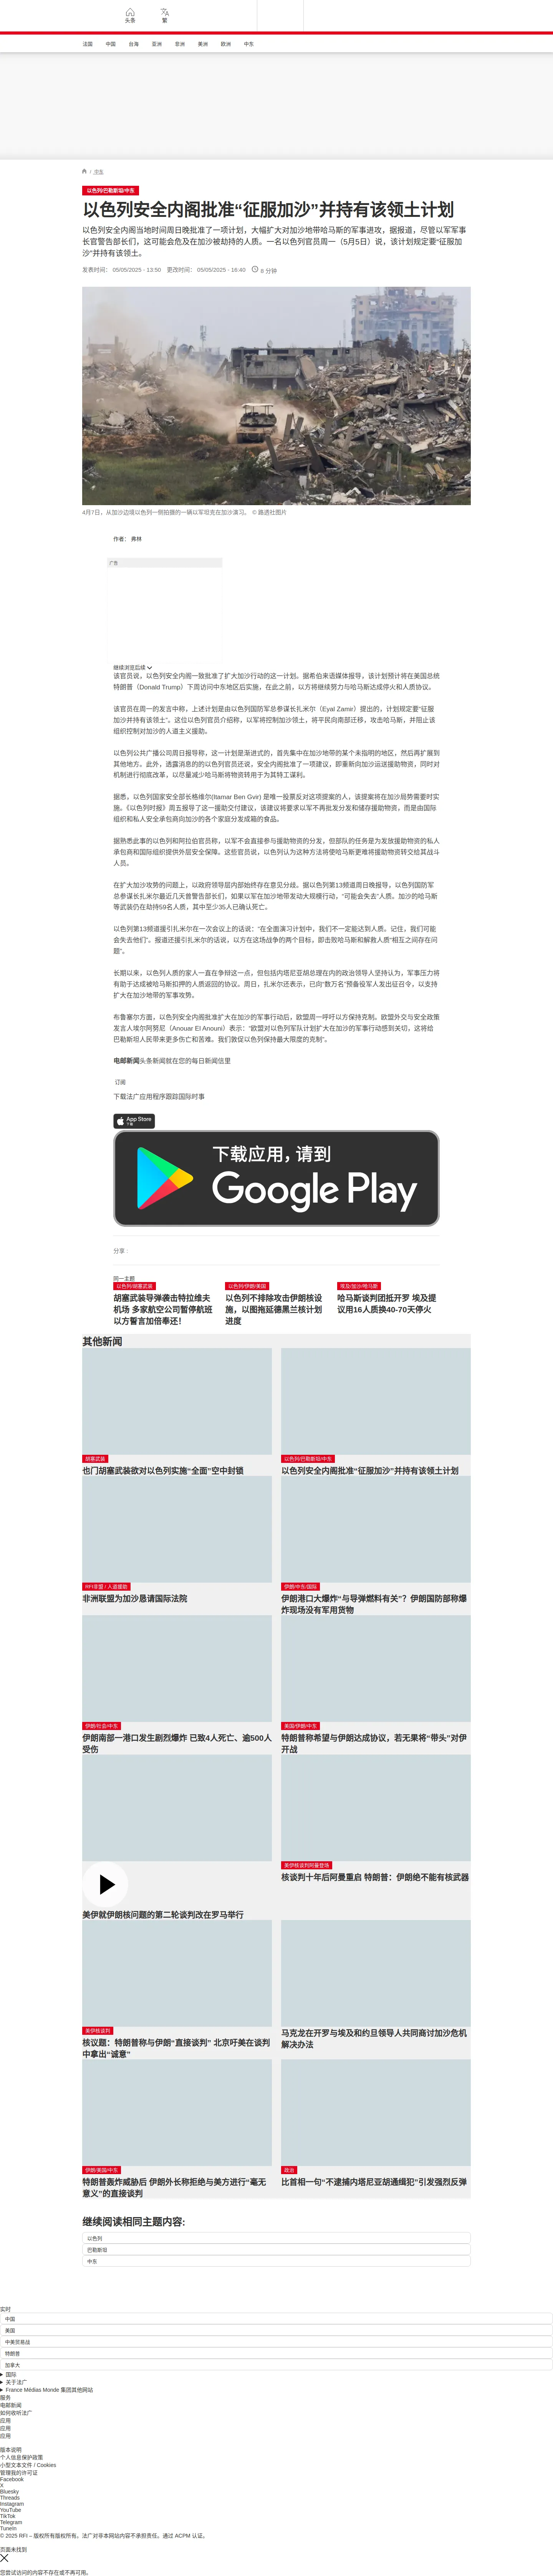 头条
繁
法国
中国
台海
亚洲
非洲
美洲
欧洲
中东
/ 中东
以色列/巴勒斯坦/中东
以色列安全内阁批准“征服加沙”并持有该领土计划
以色列安全内阁当地时间周日晚批准了一项计划，大幅扩大对加沙地带哈马斯的军事进攻，据报道，尽管以军军事
长官警告部长们，这可能会危及在加沙被劫持的人质。一名以色列官员周一（5月5日）说，该计划规定要“征服加
沙”并持有该领土。
发表时间： 05/05/2025 - 13:50 更改时间： 05/05/2025 - 16:40 8 分钟
4月7日，从加沙边境以色列一侧拍摄的一辆以军坦克在加沙演习。 © 路透社图片
作者： 弗林
广告
继续浏览后续
该官员说，以色列安全内阁一致批准了扩大加沙行动的这一计划。据希伯来语媒体报导，该计划预计将在美国总统
特朗普（Donald Trump）下周访问中东地区后实施，在此之前，以方将继续努力与哈马斯达成停火和人质协议。
该官员在周一的发言中称，上述计划是由以色列国防军总参谋长扎米尔（Eyal Zamir）提出的，计划规定要“征服
加沙并持有该领土”。这位以色列官员介绍称，以军将控制加沙领土，将平民向南部迁移，攻击哈马斯，并阻止该
组织控制对加沙的人道主义援助。
以色列公共广播公司周日报导称，这一计划是渐进式的，首先集中在加沙地带的某个未指明的地区，然后再扩展到
其他地方。此外，透露消息的的以色列官员还说，安全内阁批准了一项建议，即重新向加沙运送援助物资，同时对
机制进行彻底改革，以尽量减少哈马斯将物资转用于为其特工谋利。
据悉，以色列国家安全部长格维尔(Itamar Ben Gvir) 是唯一投票反对这项提案的人，该提案将在加沙局势需要时实
施。《以色列时报》周五报导了这一援助交付建议，该建议将要求以军不再批发分发和储存援助物资，而是由国际
组织和私人安全承包商向加沙的各个家庭分发成箱的食品。
据熟悉此事的以色列和阿拉伯官员称，以军不会直接参与援助物资的分发，但部队的任务是为发放援助物资的私人
承包商和国际组织提供外层安全保障。这些官员说，以色列认为这种方法将使哈马斯更难将援助物资转交给其战斗
人员。
在扩大加沙攻势的问题上，以政府领导层内部始终存在意见分歧。据以色列第13频道周日晚报导，以色列国防军
总参谋长扎米尔最近几天曾警告部长们，如果以军在加沙地带发动大规模行动，“可能会失去”人质。加沙的哈马斯
等武装仍在劫持59名人质，其中至少35人已确认死亡。
以色列第13频道援引扎米尔在一次会议上的话说：“在全面演习计划中，我们不一定能达到人质。记住，我们可能
会失去他们”。报道还援引扎米尔的话说，以方在这场战争的两个目标，即击败哈马斯和解救人质“相互之间存在问
题”。
长期以来，以色列人质的家人一直在争辩这一点，但包括内塔尼亚胡总理在内的政治领导人坚持认为，军事压力将
有助于达成被哈马斯扣押的人质返回的协议。周日，扎米尔还表示，已向“数万名”预备役军人发出征召令，以支持
扩大在加沙地带的军事攻势。
布鲁塞尔方面，以色列安全内阁批准扩大在加沙的军事行动后，欧盟周一呼吁以方保持克制。欧盟外交与安全政策
发言人埃尔阿努尼（Anouar El Anouni）表示：“欧盟对以色列军队计划扩大在加沙的军事行动感到关切，这将给
巴勒斯坦人民带来更多伤亡和苦难。我们敦促以色列保持最大限度的克制”。
电邮新闻头条新闻就在您的每日新闻信里
订阅
下载法广应用程序跟踪国际时事
App Store
下载
下载应用，请到
Google Play
分享 :
同一主题
以色列/胡塞武装
胡塞武装导弹袭击特拉维夫
机场 多家航空公司暂停航班
以方誓言加倍奉还！
以色列/伊朗/美国
以色列不排除攻击伊朗核设
施，以图拖延德黑兰核计划
进度
埃及/加沙/哈马斯
哈马斯谈判团抵开罗 埃及提
议用16人质换40-70天停火
其他新闻
胡塞武装
也门胡塞武装欲对以色列实施“全面”空中封锁
以色列/巴勒斯坦/中东
以色列安全内阁批准“征服加沙”并持有该领土计划
RFI非盟 / 人道援助
非洲联盟为加沙恳请国际法院
伊朗/中东/国际
伊朗港口大爆炸“与导弹燃料有关”？伊朗国防部称爆
炸现场没有军用货物
伊朗/社会/中东
伊朗南部一港口发生剧烈爆炸 已致4人死亡、逾500人
受伤
美国/伊朗/中东
特朗普称希望与伊朗达成协议，若无果将“带头”对伊
开战
美伊就伊朗核问题的第二轮谈判改在罗马举行
美伊核谈判阿曼登场
核谈判十年后阿曼重启 特朗普：伊朗绝不能有核武器
美伊核谈判
核议题：特朗普称与伊朗“直接谈判” 北京吁美在谈判
中拿出“诚意”
马克龙在开罗与埃及和约旦领导人共同商讨加沙危机
解决办法
伊朗/美国/中东
特朗普轰炸威胁后 伊朗外长称拒绝与美方进行“毫无
意义”的直接谈判
政治
比首相一句“不逮捕内塔尼亚胡通缉犯”引发强烈反弹
继续阅读相同主题内容:
以色列
巴勒斯坦
中东
实时
中国
美国
中美贸易战
特朗普
加拿大
国际
关于法广
France Médias Monde 集团其他网站
服务
电邮新闻
如何收听法广
应用
应用
应用
版本说明
个人信息保护政策
小型文本文件 / Cookies
管理我的许可证
Facebook
X
Bluesky
Threads
Instagram
YouTube
TikTok
Telegram
TuneIn
© 2025 RFI – 版权所有版权所有。法广对非本网站内容不承担责任。通过 ACPM 认证。
页面未找到
您尝试访问的内容不存在或不再可用。